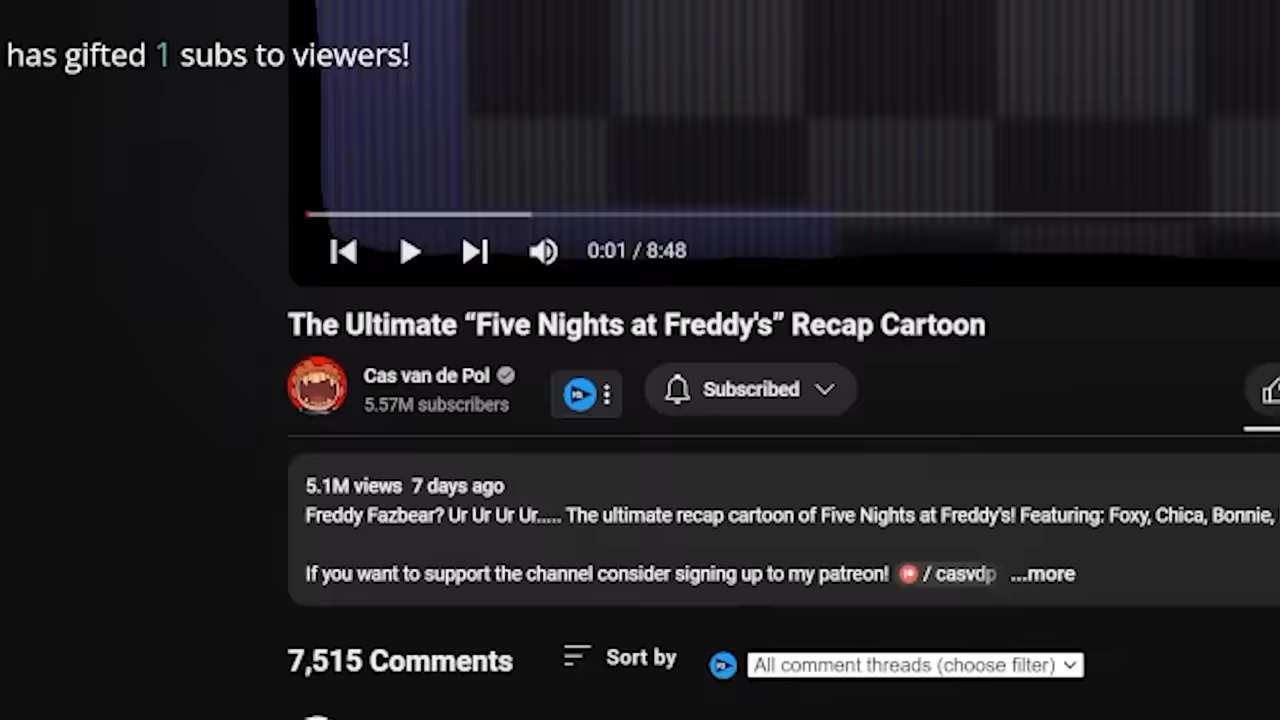 has gifted 1 subs to viewers!
0:01 / 8:48
The Ultimate “Five Nights at Freddy's” Recap Cartoon
Cas van de Pol
5.57M subscribers
Subscribed
5.1M views 7 days ago
Freddy Fazbear? Ur Ur Ur Ur..... The ultimate recap cartoon of Five Nights at Freddy's! Featuring: Foxy, Chica, Bonnie,
If you want to support the channel consider signing up to my patreon! / casvdp ...more
7,515 Comments
Sort by
All comment threads (choose filter)